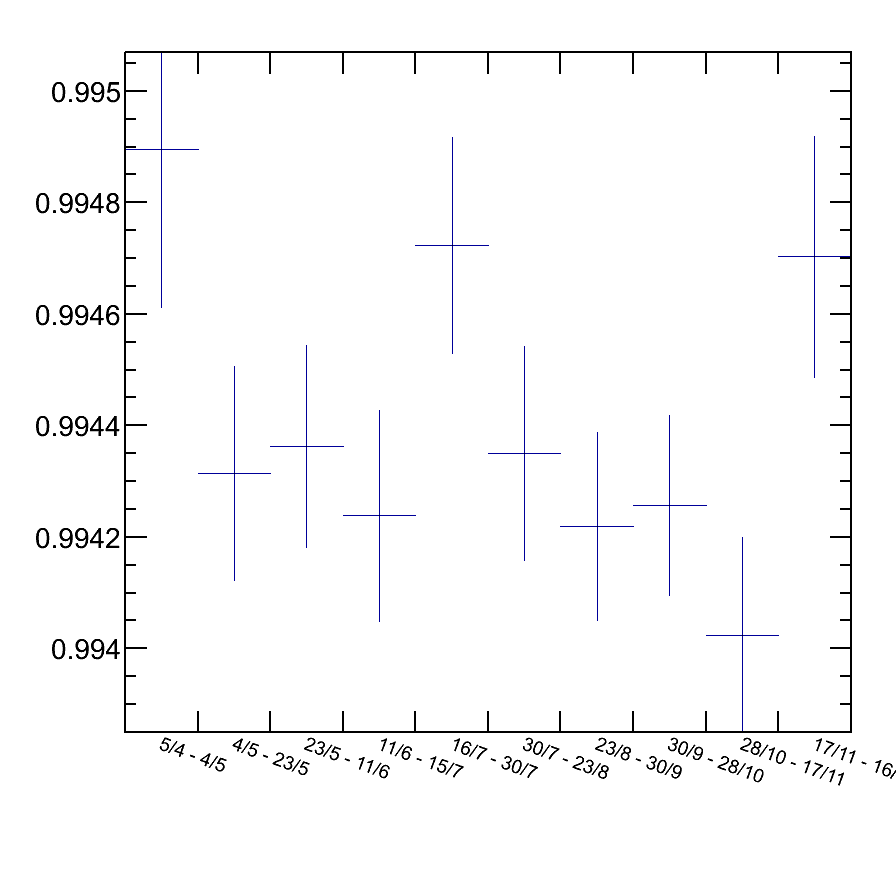 0.995
0.9948
0.9946
0.9944
0.9942
0.994
5/4 - 4/5
4/5 - 23/5
23/5 - 11/6
11/6 - 15/7
16/7 - 30/7
30/7 - 23/8
23/8 - 30/9
30/9 - 28/10
28/10 - 17/11
17/11 - 16/